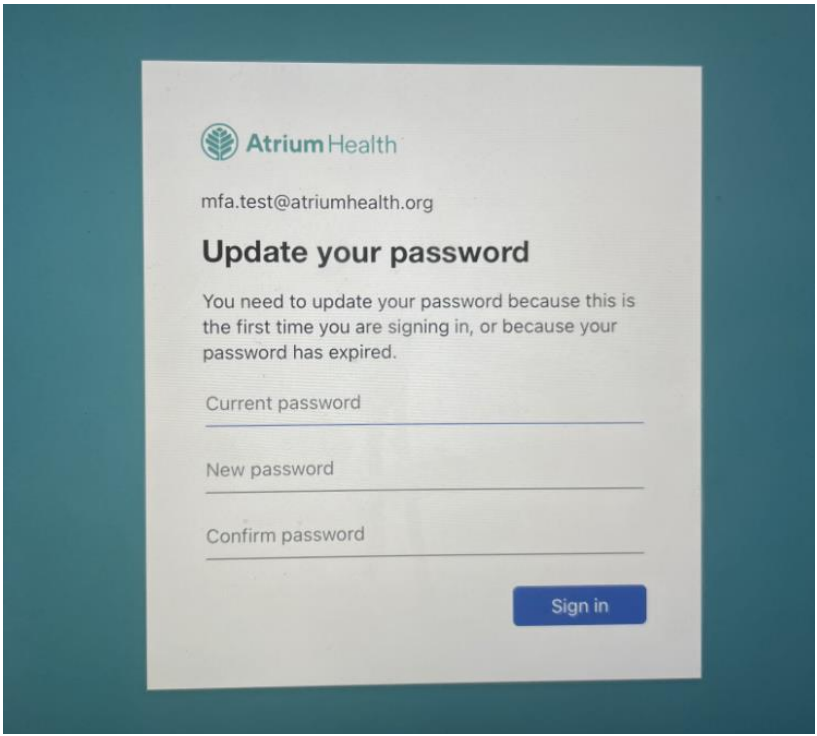 Atrium Health
mfa.test@atriumhealth.org
Update your password
You need to update your password because this is
the first time you are signing in, or because your
password has expired.
Current password
New password
Confirm password
Sign in